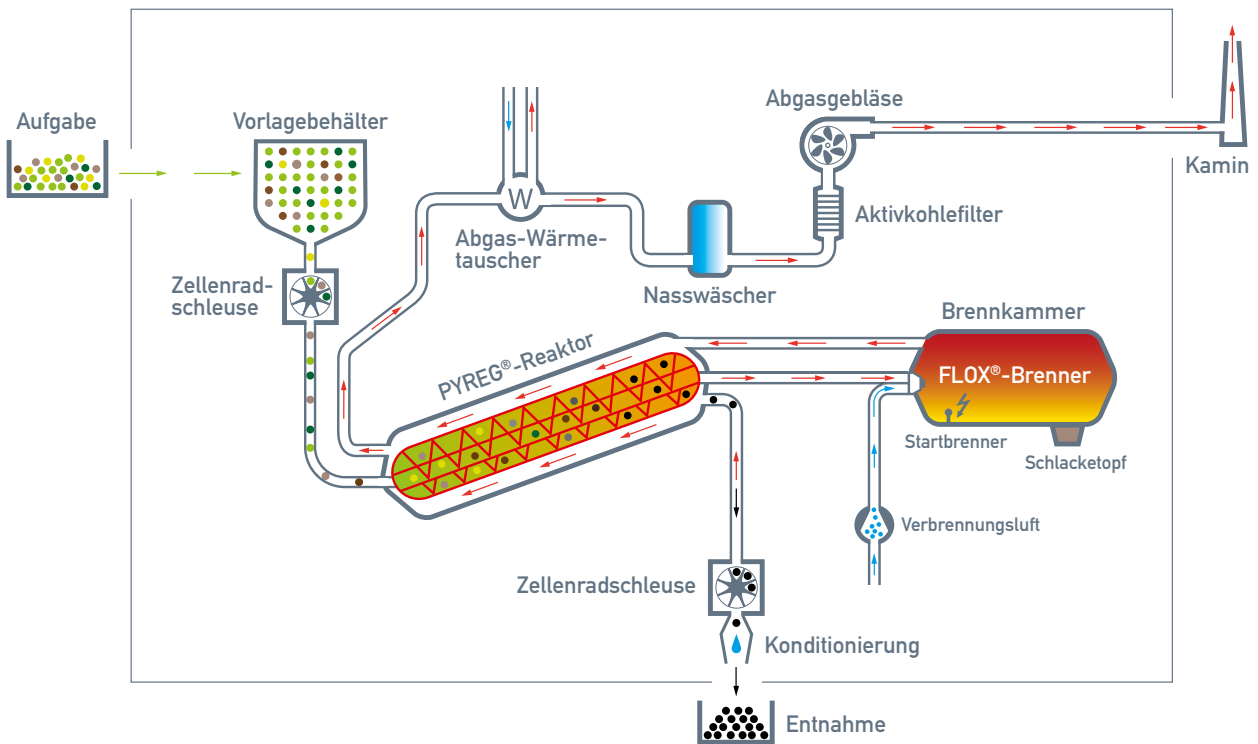 Aufgabe
Vorlagebehälter
Abgasgebläse
Kamin
W
Abgas-Wärme-
tauscher
Aktivkohlefilter
Nasswäscher
Zellenrad-
schleuse
Brennkammer
PYREG®-Reaktor
FLOX®-Brenner
Startbrenner
Schlacketopf
Verbrennungsluft
Zellenradschleuse
Konditionierung
Entnahme